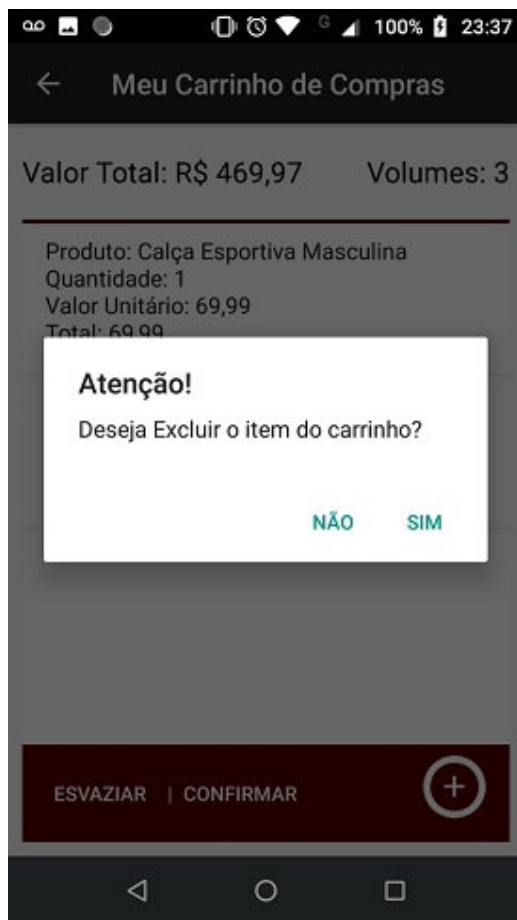 G 100% 23:37
Meu Carrinho de Compras
Valor Total: R$ 469,97 Volumes: 3
Produto: Calça Esportiva Masculina
Quantidade: 1
Valor Unitário: 69,99
Total: 69,99
Atenção!
Deseja Excluir o item do carrinho?
NÃO SIM
ESVAZIAR | CONFIRMAR